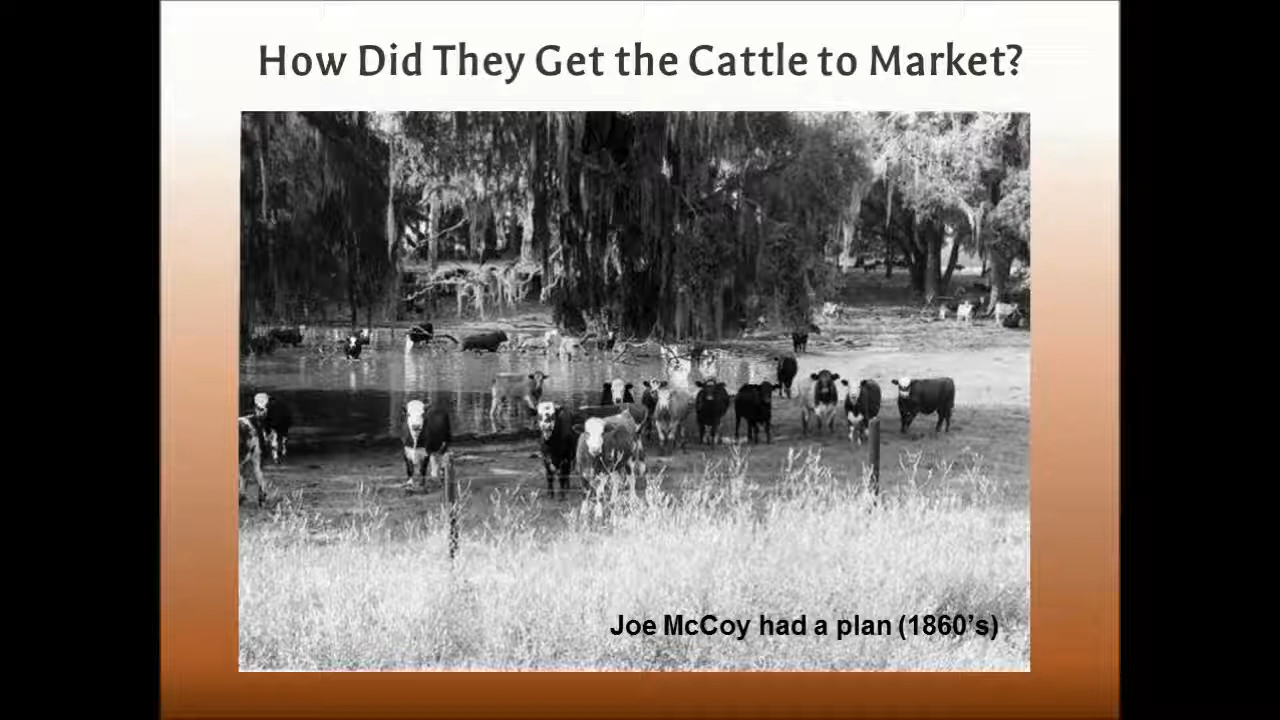 How Did They Get the Cattle to Market?
Joe McCoy had a plan (1860's)